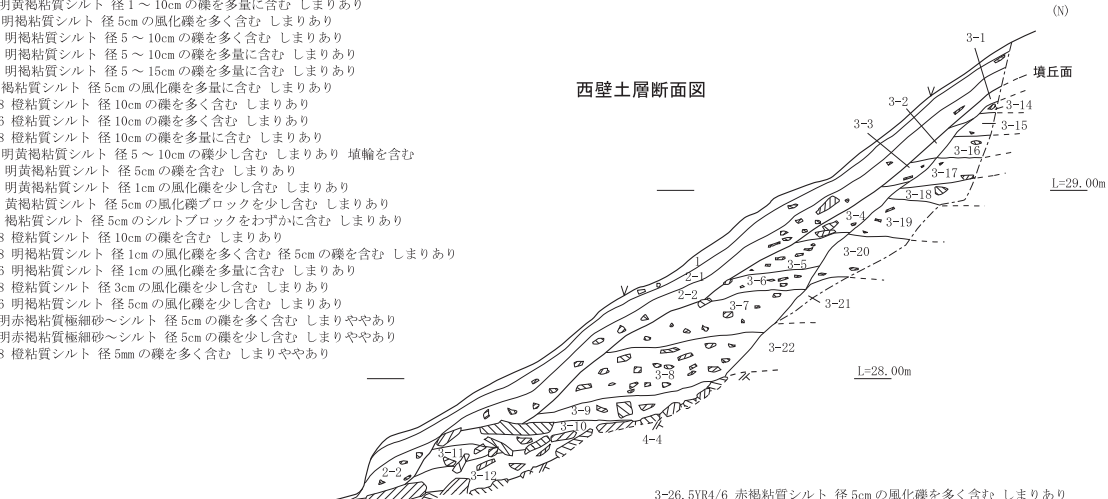 明黄褐粘質シルト 径1～10cmの礫を多量に含む しまりあり
明褐粘質シルト 径5cmの風化礫を多く含む しまりあり
明褐粘質シルト 径5～10cmの礫を多く含む しまりあり
明褐粘質シルト 径5～10cmの礫を多量に含む しまりあり
明褐粘質シルト 径5～15cmの礫を多量に含む しまりあり
褐粘質シルト 径5cmの風化礫を多量に含む しまりあり
8 橙粘質シルト 径10cmの礫を多く含む しまりあり
6 橙粘質シルト 径10cmの礫を多く含む しまりあり
8 橙粘質シルト 径10cmの礫を多量に含む しまりあり
明黄褐粘質シルト 径5～10cmの礫少し含む しまりあり 埴輪を含む
明黄褐粘質シルト 径5cmの礫を含む しまりあり
明黄褐粘質シルト 径1cmの風化礫を少し含む しまりあり
黄褐粘質シルト 径5cmの風化礫ブロックを少し含む しまりあり
褐粘質シルト 径5cmのシルトブロックをわずかに含む しまりあり
8 橙粘質シルト 径10cmの礫を含む しまりあり
8 明褐粘質シルト 径1cmの風化礫を多く含む 径5cmの礫を含む しまりあり
6 明褐粘質シルト 径1cmの風化礫を多量に含む しまりあり
8 橙粘質シルト 径3cmの風化礫を少し含む しまりあり
6 明褐粘質シルト 径5cmの風化礫を少し含む しまりあり
明赤褐粘質極細砂～シルト 径5cmの礫を多く含む しまりややあり
明赤褐粘質極細砂～シルト 径5cmの礫を少し含む しまりややあり
8 橙粘質シルト 径5mmの礫を多く含む しまりややあり
西壁土層断面図
(N)
3-1
墳丘面
3-2
3-14
3-3
3-15
3-16
3-17
L=29.00m
3-18
3-4
3-19
3-20
1
3-5
2-1
3-6
2-2
3-7
3-21
3-22
3-8
L=28.00m
3-9
3-10
4-4
3-11
2-2
3-12
3-26.5YR4/6 赤褐粘質シルト 径5cmの風化礫を多く含む しまりあり